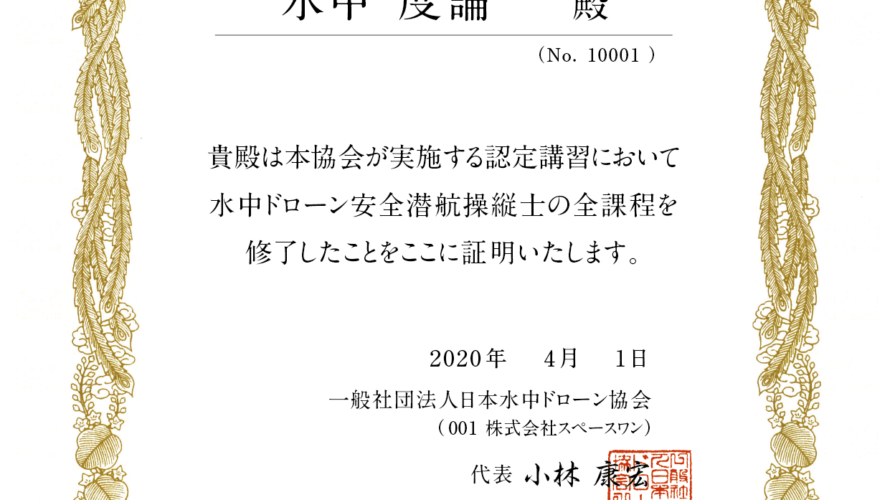 水中 度論 殿
(No. 10001 )
貴殿は本協会が実施する認定講習において
水中ドローン安全潜航操縦士の全課程を
修了したことをここに証明いたします。
2020年 4月 1日
一般社団法人日本水中ドローン協会
(001 株式会社スペースワン)
代表 小林 康宏